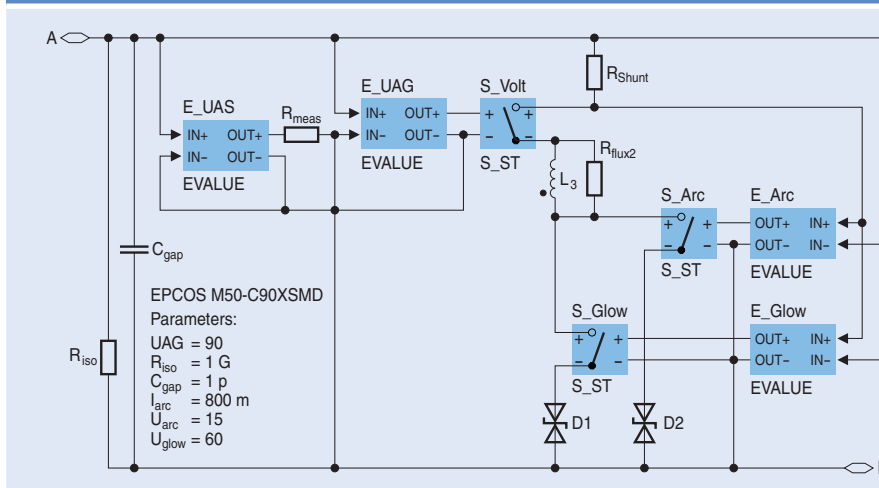 A
R_Shunt
E_UAS
R_meas
E_UAG
S_Volt
IN+ OUT+
IN– OUT–
EVALUE
IN+ OUT+
IN– OUT–
EVALUE
+ +
– –
S_ST
R_flux2
L_3
S_Arc
E_Arc
+ +
– –
S_ST
OUT+ IN+
OUT– IN–
EVALUE
C_gap
EPCOS M50-C90XSMD
Parameters:
UAG = 90
R_iso = 1 G
C_gap = 1 p
I_arc = 800 m
U_arc = 15
U_glow = 60
R_iso
S_Glow
E_Glow
+ +
– –
S_ST
OUT+ IN+
OUT– IN–
EVALUE
D1
D2